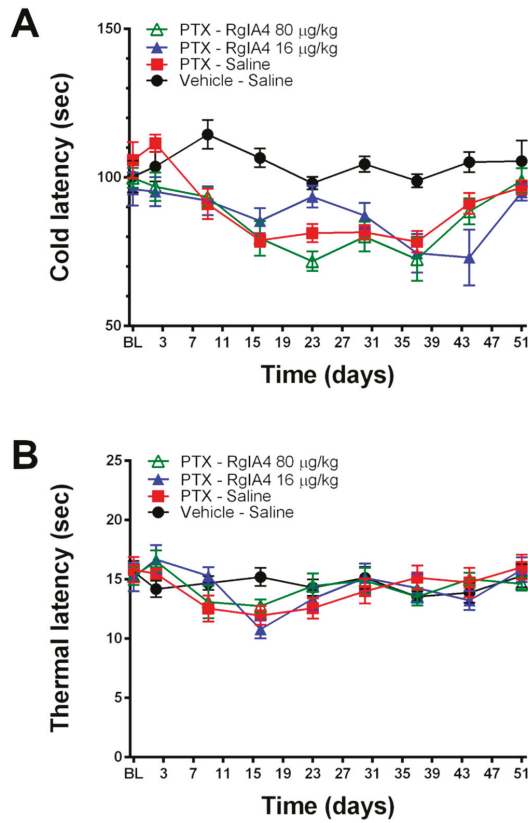 A
PTX - RgIA4 80 µg/kg
PTX - RgIA4 16 µg/kg
PTX - Saline
Vehicle - Saline
Cold latency (sec)
150
100
50
BL 3 7 11 15 19 23 27 31 35 39 43 47 51
Time (days)
B
PTX - RgIA4 80 µg/kg
PTX - RgIA4 16 µg/kg
PTX - Saline
Vehicle - Saline
Thermal latency (sec)
25
20
15
10
5
0
BL 3 7 11 15 19 23 27 31 35 39 43 47 51
Time (days)